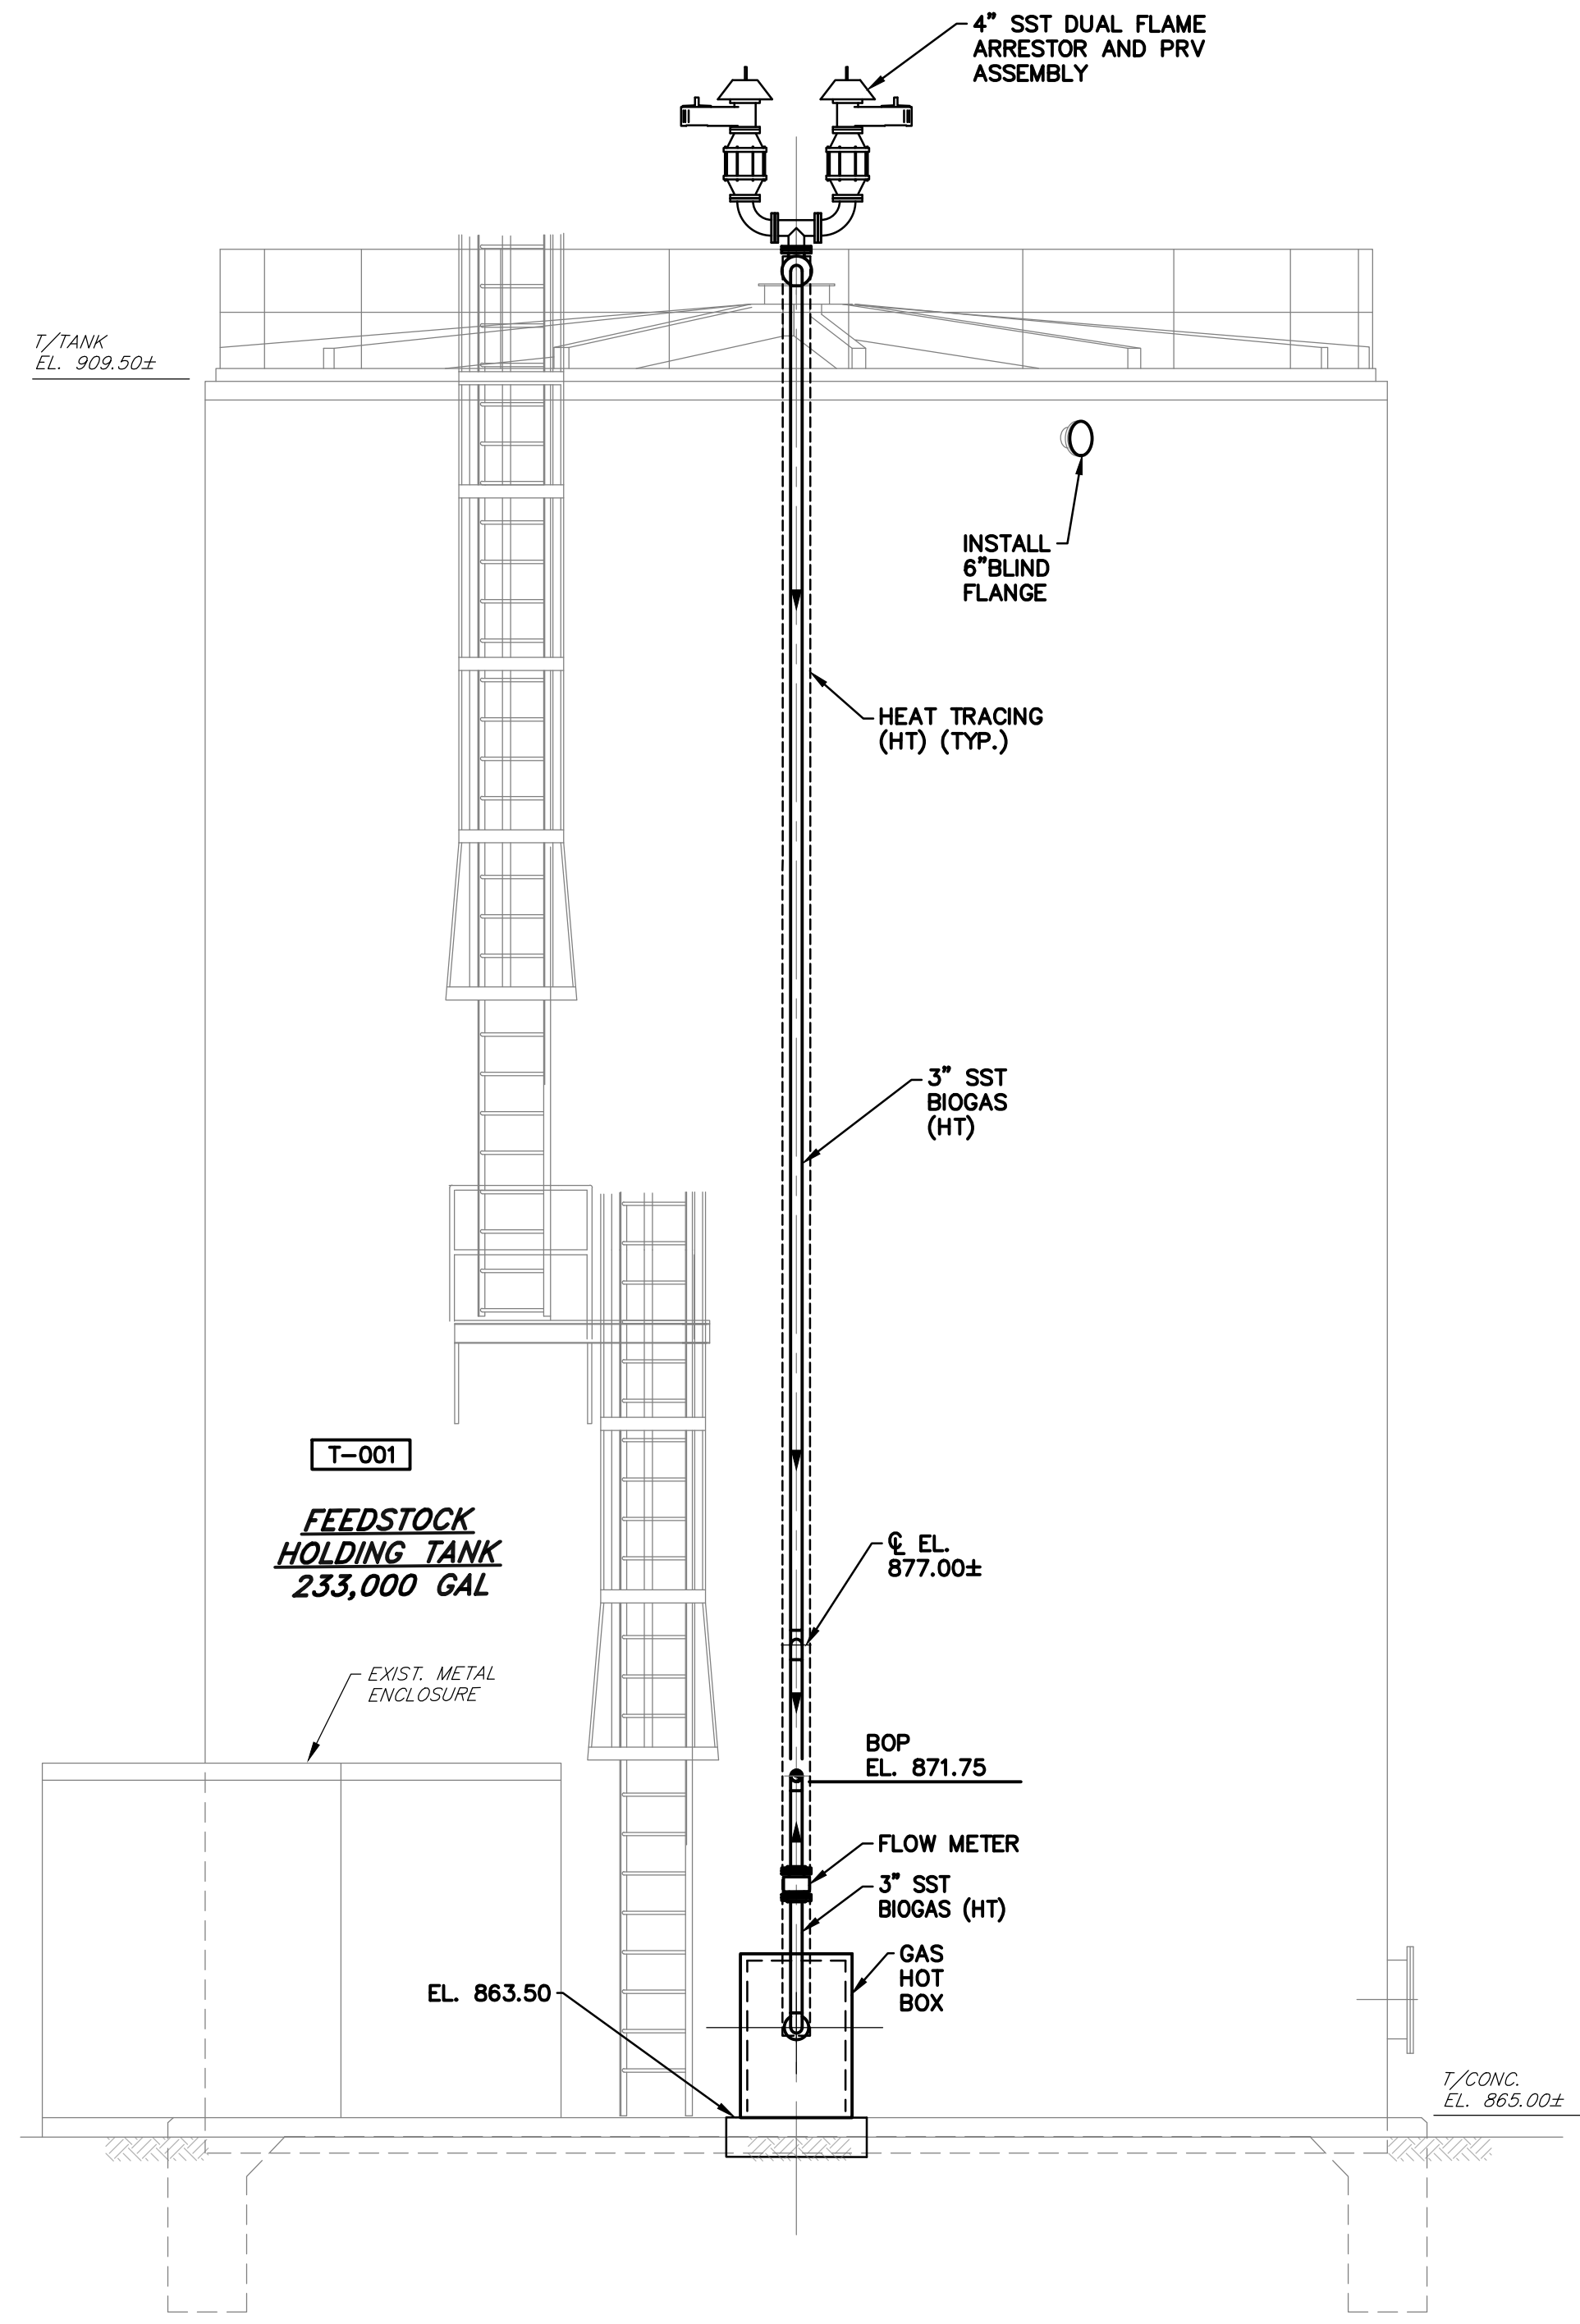 4" SST DUAL FLAME
ARRESTOR AND PRV
ASSEMBLY
T/TANK
EL. 909.50±
INSTALL
6"BLIND
FLANGE
HEAT TRACING
(HT) (TYP.)
3" SST
BIOGAS
(HT)
T-001
FEEDSTOCK
HOLDING TANK
233,000 GAL
℄ EL.
877.00±
EXIST. METAL
ENCLOSURE
BOP
EL. 871.75
FLOW METER
3" SST
BIOGAS (HT)
GAS
HOT
BOX
EL. 863.50
T/CONC.
EL. 865.00±